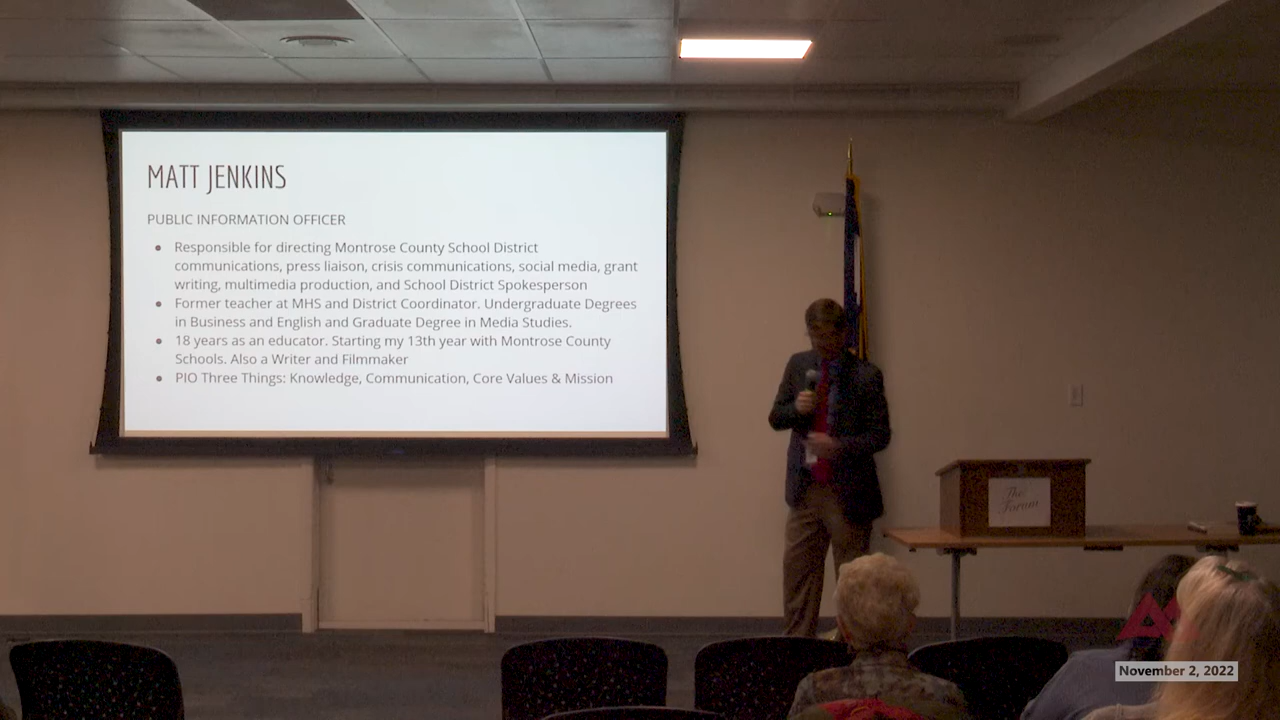 MATT JENKINS
PUBLIC INFORMATION OFFICER
• Responsible for directing Montrose County School District
communications, press liaison, crisis communications, social media, grant
writing, multimedia production, and School District Spokesperson
• Former teacher at MHS and District Coordinator. Undergraduate Degrees
in Business and English and Graduate Degree in Media Studies.
• 18 years as an educator. Starting my 13th year with Montrose County
Schools. Also a Writer and Filmmaker
• PIO Three Things: Knowledge, Communication, Core Values & Mission
The
Forum
November 2, 2022